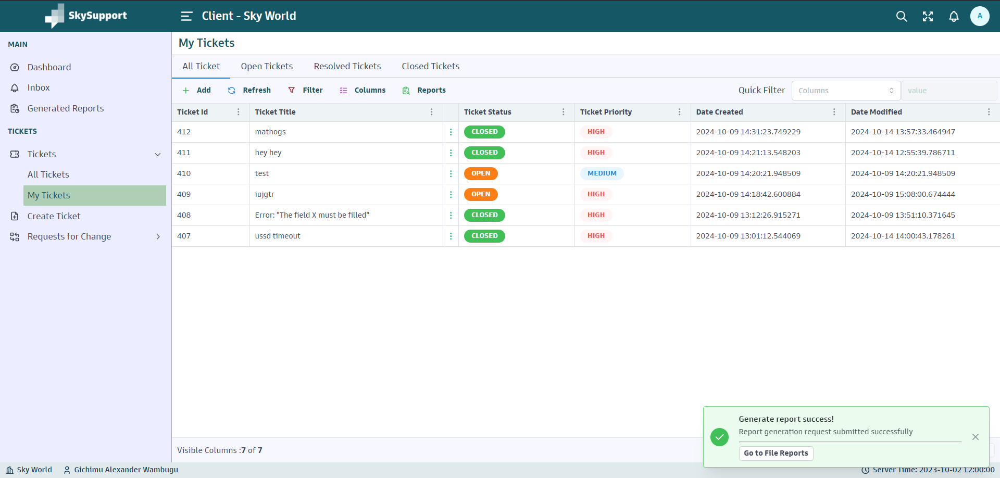 SkySupport
Client - Sky World
A
MAIN
Dashboard
Inbox
Generated Reports
TICKETS
Tickets
All Tickets
My Tickets
Create Ticket
Requests for Change
My Tickets
All Ticket Open Tickets Resolved Tickets Closed Tickets
Add Refresh Filter Columns Reports Quick Filter Columns value
Ticket Id Ticket Title Ticket Status Ticket Priority Date Created Date Modified
412 mathogs CLOSED HIGH 2024-10-09 14:31:23.749229 2024-10-14 13:57:33.464947
411 hey hey CLOSED HIGH 2024-10-09 14:21:13.548203 2024-10-14 12:55:39.786711
410 test OPEN MEDIUM 2024-10-09 14:20:21.948509 2024-10-09 14:20:21.948509
409 iujgtr OPEN HIGH 2024-10-09 14:18:42.600884 2024-10-09 15:08:00.674444
408 Error: "The field X must be filled" CLOSED HIGH 2024-10-09 13:12:26.915271 2024-10-09 13:51:10.371645
407 ussd timeout CLOSED HIGH 2024-10-09 13:01:12.544069 2024-10-14 14:00:43.178261
Generate report success!
Report generation request submitted successfully
Go to File Reports
Visible Columns :7 of 7
Sky World Gichimu Alexander Wambugu Server Time: 2023-10-02 12:00:00